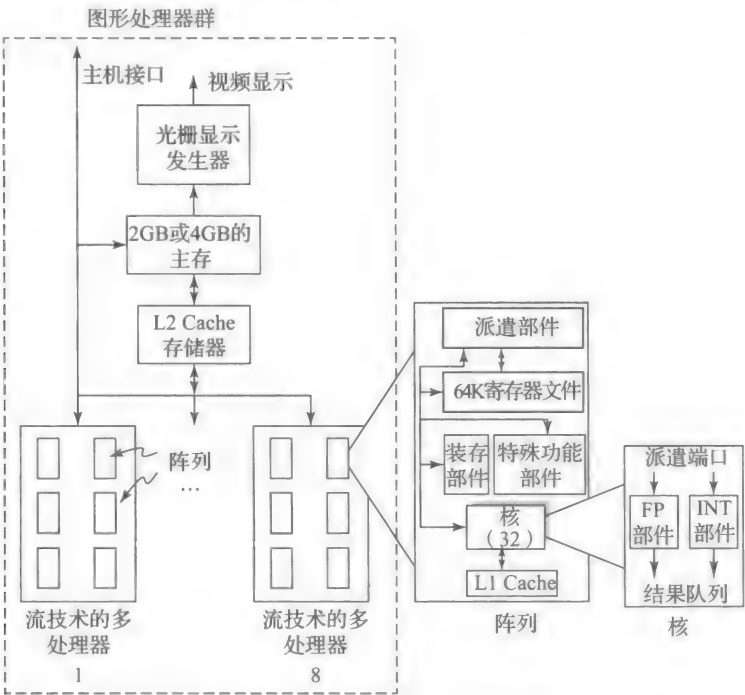 图形处理器群
主机接口
视频显示
光栅显示
发生器
2GB或4GB的
主存
L2 Cache
存储器
阵列
…
流技术的多
处理器
1
流技术的多
处理器
8
派遣部件
64K寄存器文件
装存
部件
特殊功能
部件
核
（32）
L1 Cache
阵列
派遣端口
FP
部件
INT
部件
结果队列
核